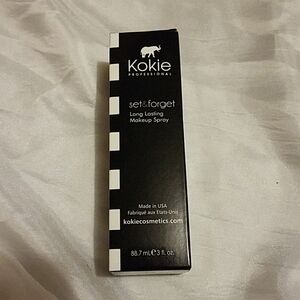 Kokie
PROFESSIONAL
set&forget
Long Lasting
Makeup Spray
Made in USA
Fabriqué aux Etats-Unis
kokiecosmetics.com
88.7 mL℮3 fl. oz.